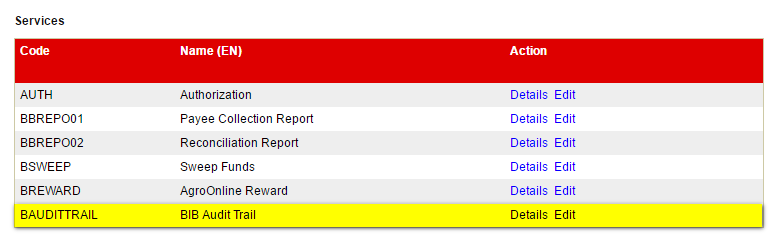 Services
Code Name (EN) Action
AUTH Authorization Details Edit
BBREPO01 Payee Collection Report Details Edit
BBREPO02 Reconciliation Report Details Edit
BSWEEP Sweep Funds Details Edit
BREWARD AgroOnline Reward Details Edit
BAUDITTRAIL BIB Audit Trail Details Edit